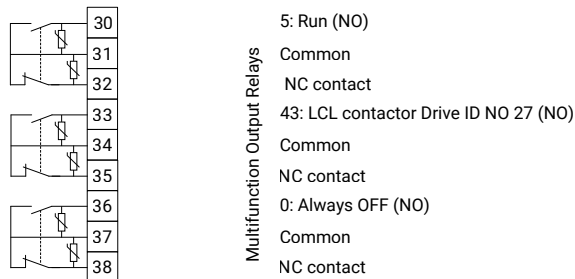 30 5: Run (NO)
31 Common
32 NC contact
33 43: LCL contactor Drive ID NO 27 (NO)
34 Common
35 NC contact
36 0: Always OFF (NO)
37 Common
38 NC contact
Multifunction Output Relays